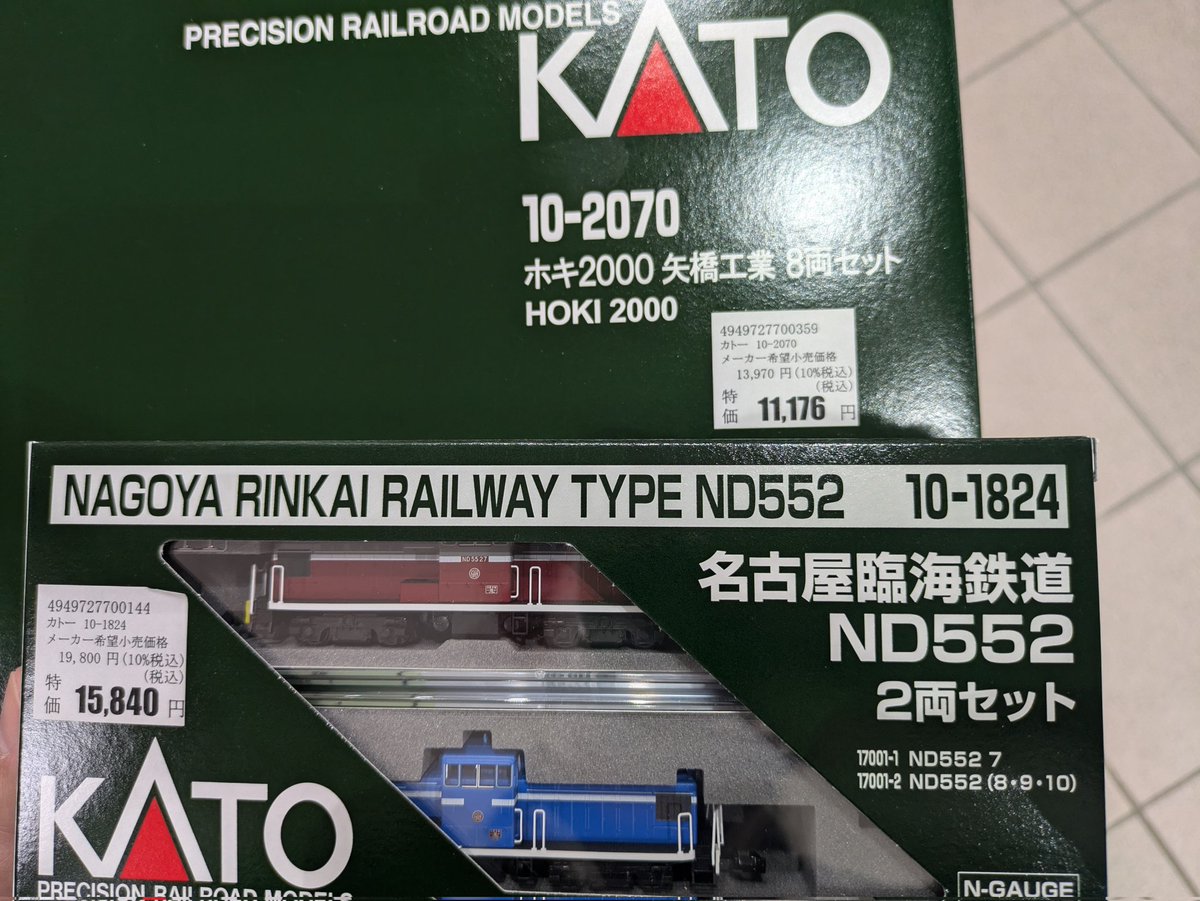 PRECISION RAILROAD MODELS
KATO
10-2070
ホキ2000 矢橋工業 8両セット
HOKI 2000
4949727700359
カトー 10-2070
メーカー希望小売価格
13,970 円(10%税込)
(税込)
特価 11,176 円
NAGOYA RINKAI RAILWAY TYPE ND552 10-1824
名古屋臨海鉄道
ND552
2両セット
17001-1 ND552 7
17001-2 ND552 (8・9・10)
ND55 27
4949727700144
カトー 10-1824
メーカー希望小売価格
19,800 円(10%税込)
(税込)
特価 15,840 円
KATO
PRECISION RAILROAD MODELS
N-GAUGE